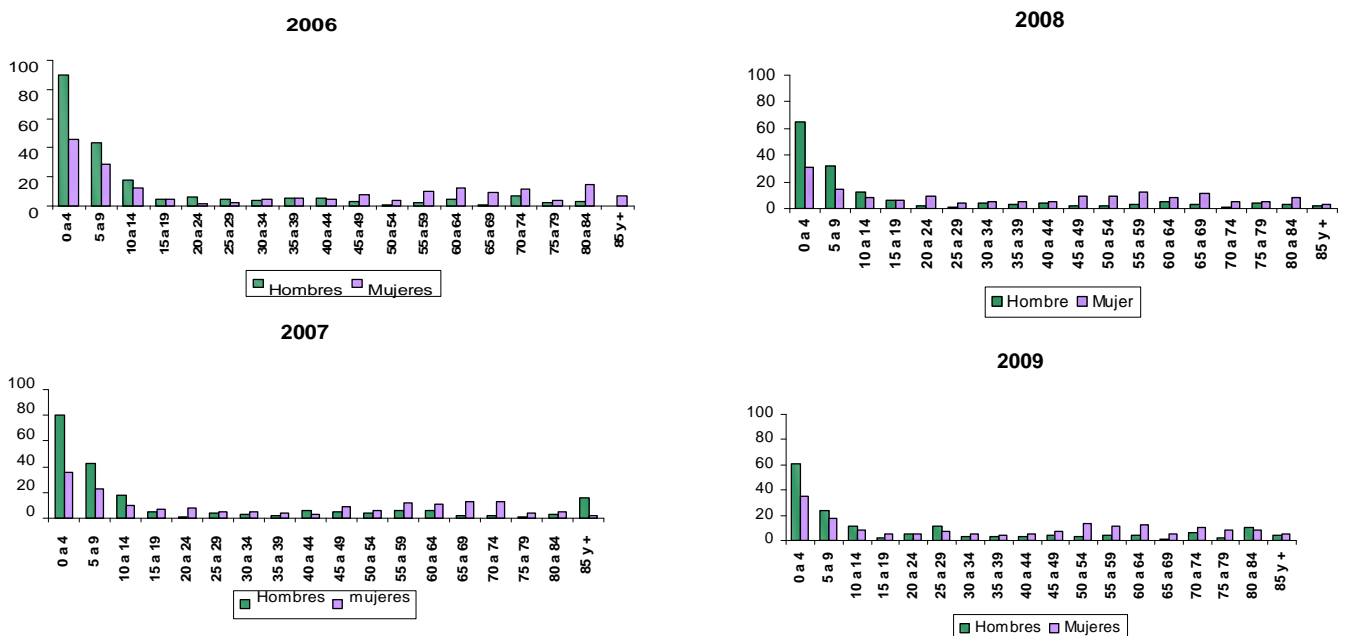 2006
100
80
60
40
20
0
0 a 4
5 a 9
10 a 14
15 a 19
20 a 24
25 a 29
30 a 34
35 a 39
40 a 44
45 a 49
50 a 54
55 a 59
60 a 64
65 a 69
70 a 74
75 a 79
80 a 84
85 y +
Hombres Mujeres
2008
100
80
60
40
20
0
0 a 4
5 a 9
10 a 14
15 a 19
20 a 24
25 a 29
30 a 34
35 a 39
40 a 44
45 a 49
50 a 54
55 a 59
60 a 64
65 a 69
70 a 74
75 a 79
80 a 84
85 y +
Hombre Mujer
2007
100
80
60
40
20
0
0 a 4
5 a 9
10 a 14
15 a 19
20 a 24
25 a 29
30 a 34
35 a 39
40 a 44
45 a 49
50 a 54
55 a 59
60 a 64
65 a 69
70 a 74
75 a 79
80 a 84
85 y +
Hombres mujeres
2009
100
80
60
40
20
0
0 a 4
5 a 9
10 a 14
15 a 19
20 a 24
25 a 29
30 a 34
35 a 39
40 a 44
45 a 49
50 a 54
55 a 59
60 a 64
65 a 69
70 a 74
75 a 79
80 a 84
85 y +
Hombres Mujeres